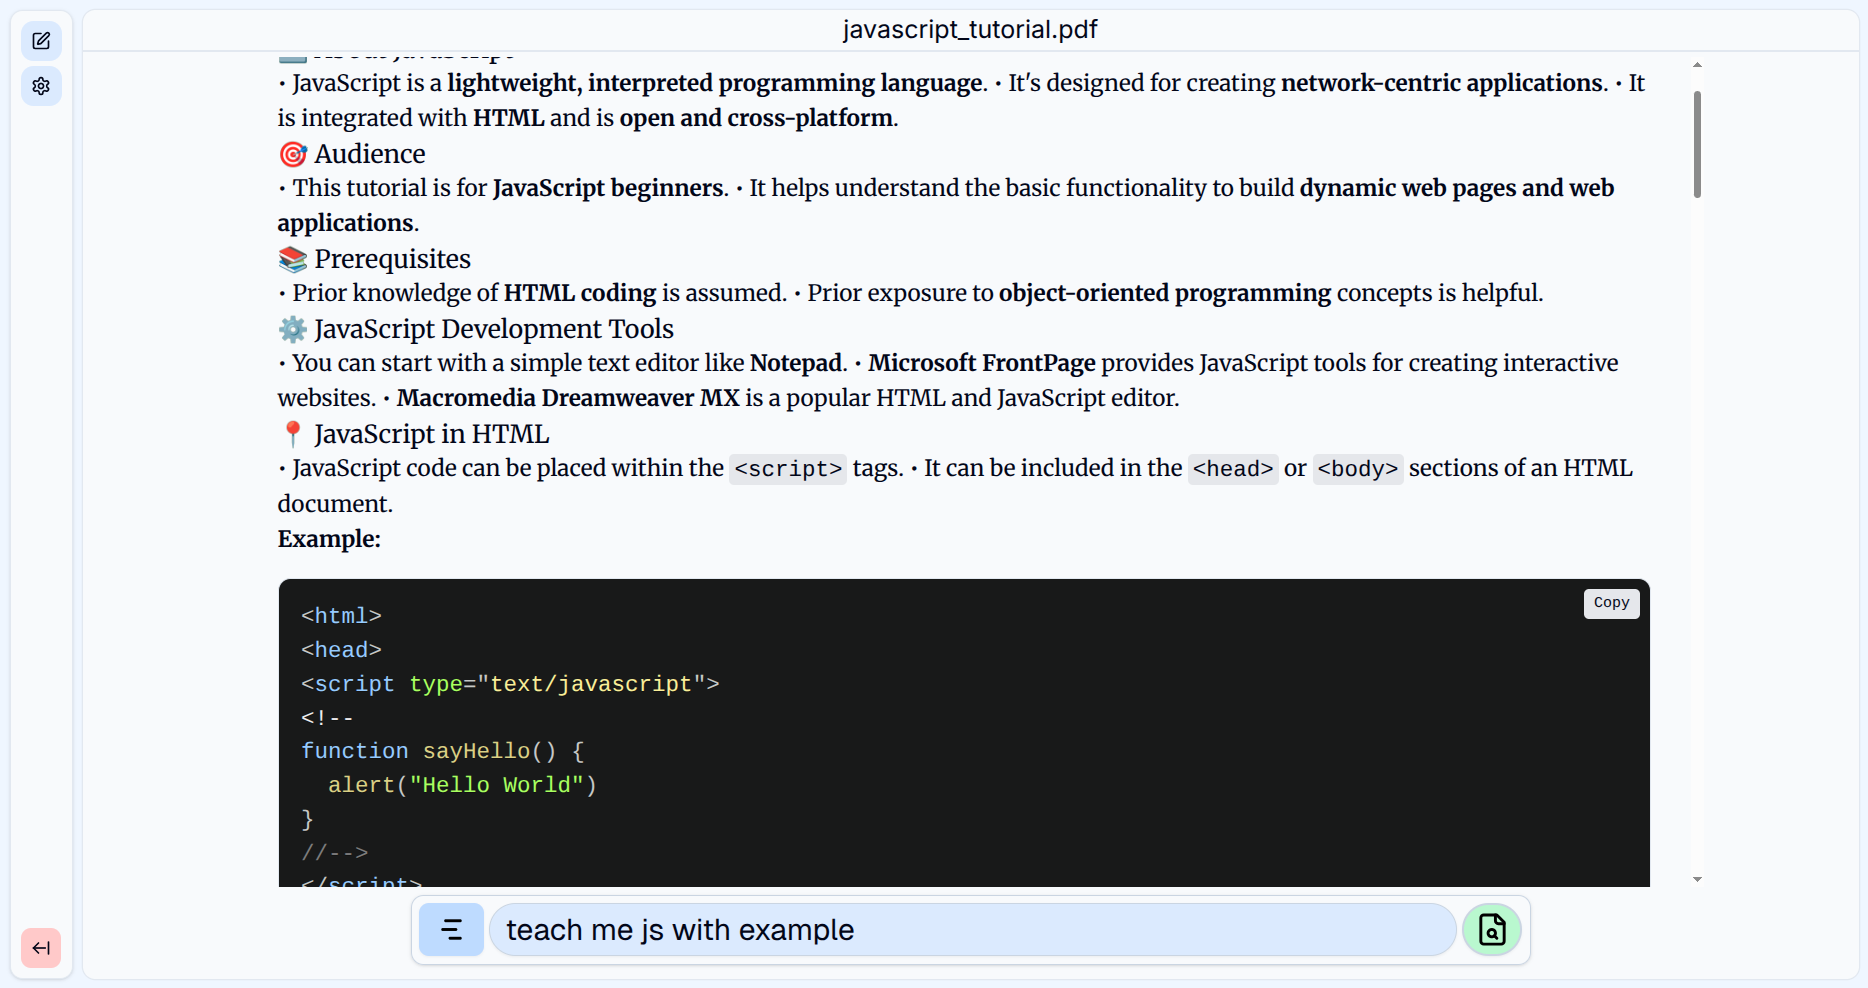 javascript_tutorial.pdf
About JavaScript
• JavaScript is a lightweight, interpreted programming language. • It's designed for creating network-centric applications. • It
is integrated with HTML and is open and cross-platform.
🎯 Audience
• This tutorial is for JavaScript beginners. • It helps understand the basic functionality to build dynamic web pages and web
applications.
📚 Prerequisites
• Prior knowledge of HTML coding is assumed. • Prior exposure to object-oriented programming concepts is helpful.
⚙️ JavaScript Development Tools
• You can start with a simple text editor like Notepad. • Microsoft FrontPage provides JavaScript tools for creating interactive
websites. • Macromedia Dreamweaver MX is a popular HTML and JavaScript editor.
📍 JavaScript in HTML
• JavaScript code can be placed within the <script> tags. • It can be included in the <head> or <body> sections of an HTML
document.
Example:
Copy
<html>
<head>
<script type="text/javascript">
<!--
function sayHello() {
  alert("Hello World")
}
//-->
</script>
teach me js with example